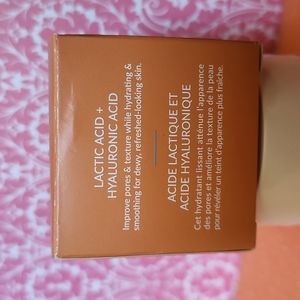 LACTIC ACID +
HYALURONIC ACID
Improve pores & texture while hydrating &
smoothing for dewy, refreshed-looking skin.
ACIDE LACTIQUE ET
ACIDE HYALURONIQUE
Cet hydratant lissant atténue l'apparence
des pores et améliore la texture de la peau
pour révéler un teint d'apparence plus fraîche.